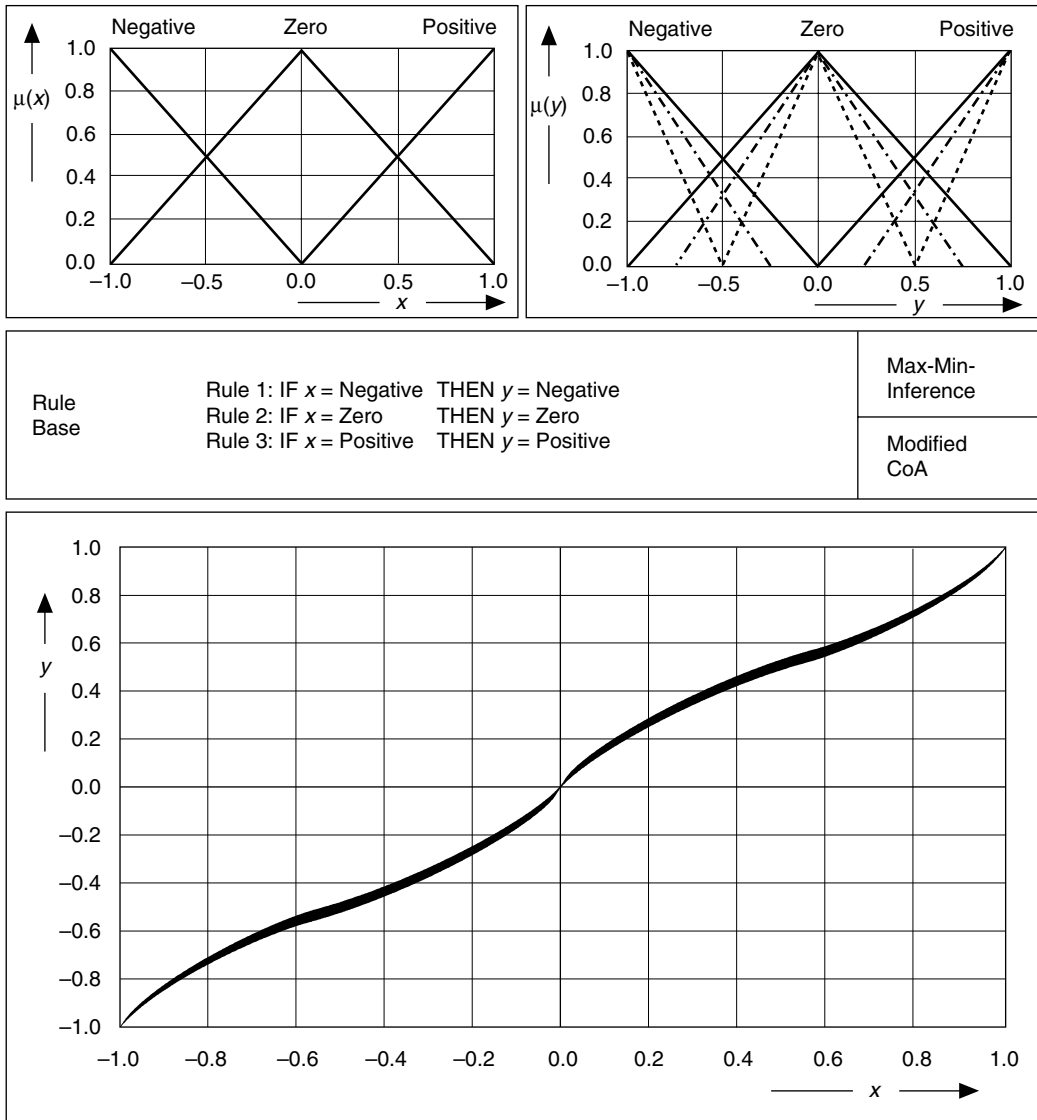 Negative Zero Positive
1.0
0.8
μ(x)
0.6
0.4
0.2
0.0
−1.0 −0.5 0.0 0.5 1.0
x
Negative Zero Positive
1.0
0.8
μ(y)
0.6
0.4
0.2
0.0
−1.0 −0.5 0.0 0.5 1.0
y
Rule
Base
Rule 1: IF x = Negative THEN y = Negative
Rule 2: IF x = Zero THEN y = Zero
Rule 3: IF x = Positive THEN y = Positive
Max-Min-
Inference
Modified
CoA
1.0
0.8
0.6
y
0.4
0.2
0.0
−0.2
−0.4
−0.6
−0.8
−1.0
−1.0 −0.8 −0.6 −0.4 −0.2 0.0 0.2 0.4 0.6 0.8 1.0
x